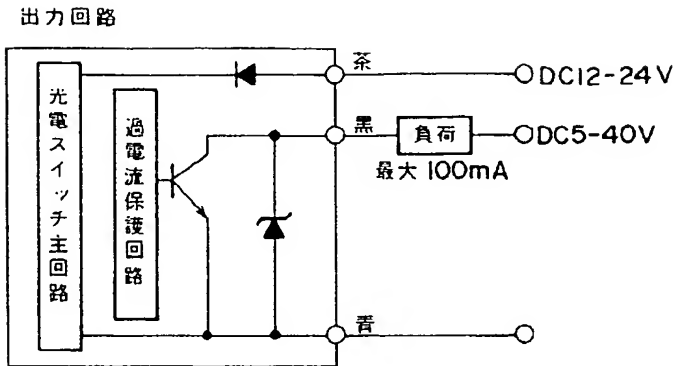 出力回路
茶
DC12-24V
光電スイッチ主回路
過電流保護回路
黒
負荷
DC5-40V
最大 100mA
青